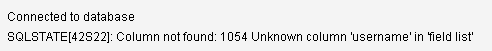 Connected to database
SQLSTATE[42S22]: Column not found: 1054 Unknown column 'username' in 'field list'